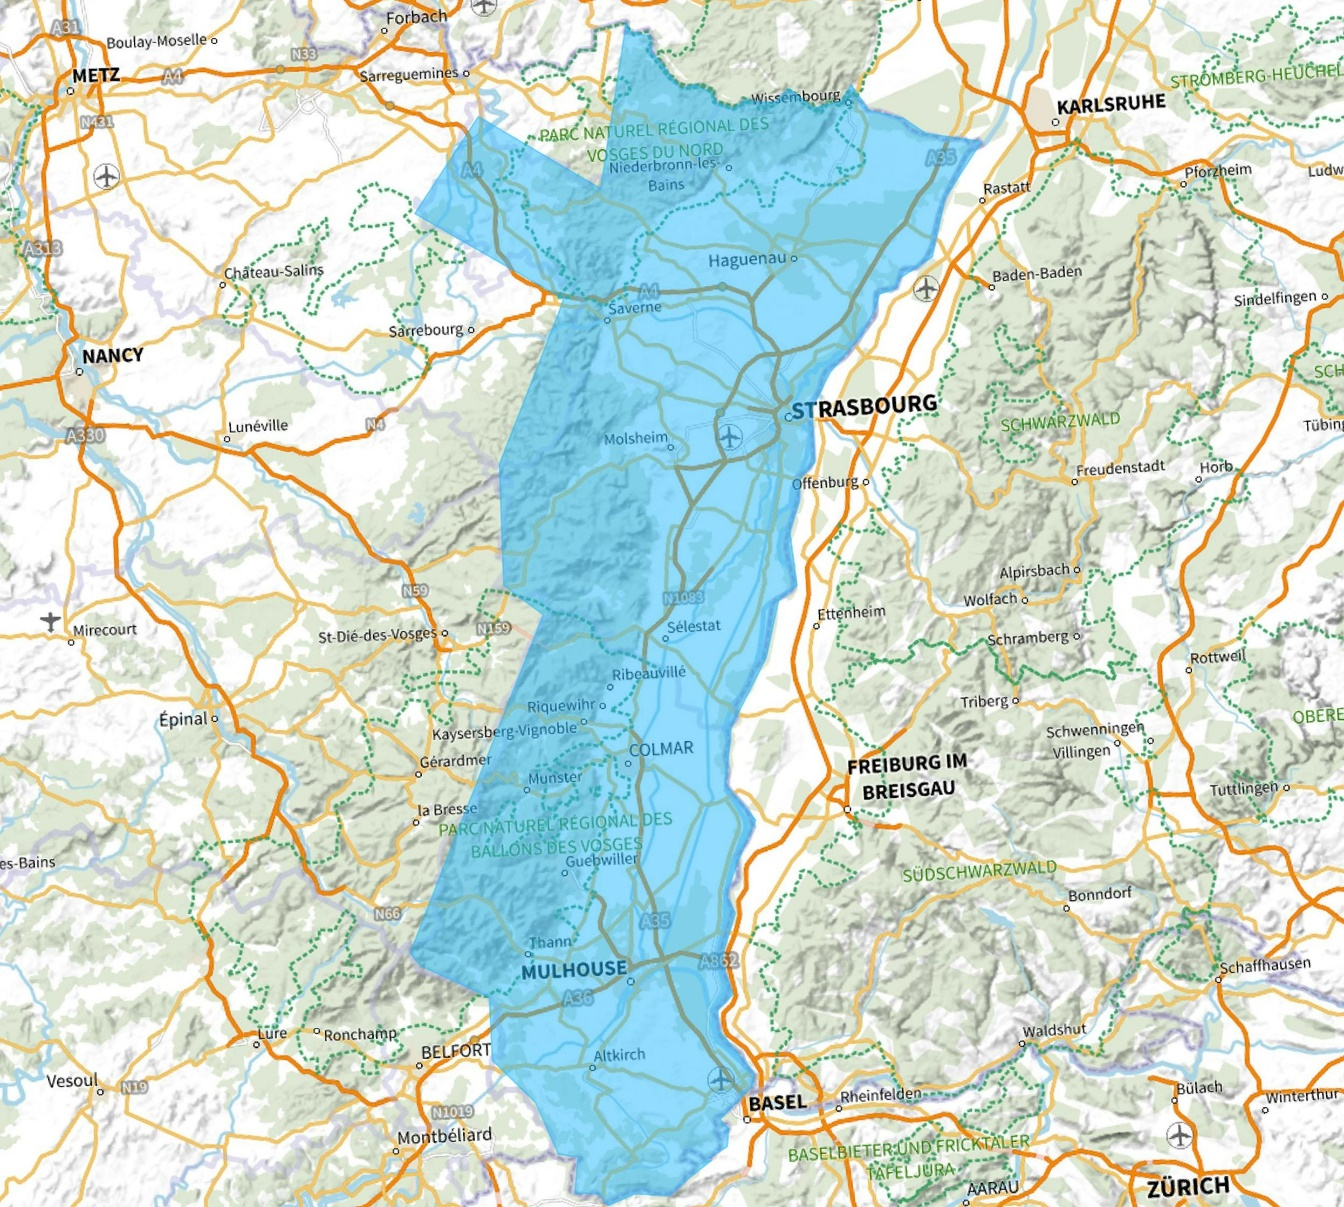 A31
Forbach
Boulay-Moselle
N33
METZ
A4
Sarreguemines
STROMBERG-HEUCHEL
N431
Wissembourg
KARLSRUHE
PARC NATUREL RÉGIONAL DES
VOSGES DU NORD
A4
Niederbronn-les-
Bains
A35
Pforzheim
Ludw
Rastatt
A313
Château-Salins
Haguenau
Baden-Baden
A4
Saverne
Sindelfingen
Sarrebourg
NANCY
SCH
STRASBOURG
Lunéville
N4
A330
Molsheim
SCHWARZWALD
Tübing
Offenburg
Freudenstadt
Horb
Alpirsbach
N59
N1083
Wolfach
Ettenheim
Mirecourt
St-Dié-des-Vosges
N159
Sélestat
Schramberg
Rottweil
Ribeauvillé
Triberg
Riquewihr
Épinal
Kaysersberg-Vignoble
OBERE
Schwenningen
Villingen
COLMAR
Gérardmer
FREIBURG IM
BREISGAU
Munster
Tuttlingen
la Bresse
PARC NATUREL RÉGIONAL DES
BALLONS DES VOSGES
Guebwiller
es-Bains
SÜDSCHWARZWALD
Bonndorf
N66
A35
Thann
MULHOUSE
A862
Schaffhausen
A36
Lure
Ronchamp
BELFORT
Altkirch
Waldshut
Vesoul
N19
Bülach
BASEL
Rheinfelden
Winterthur
N1019
Montbéliard
BASELBIETER UND FRICKTALER
TAFELJURA
AARAU
ZÜRICH